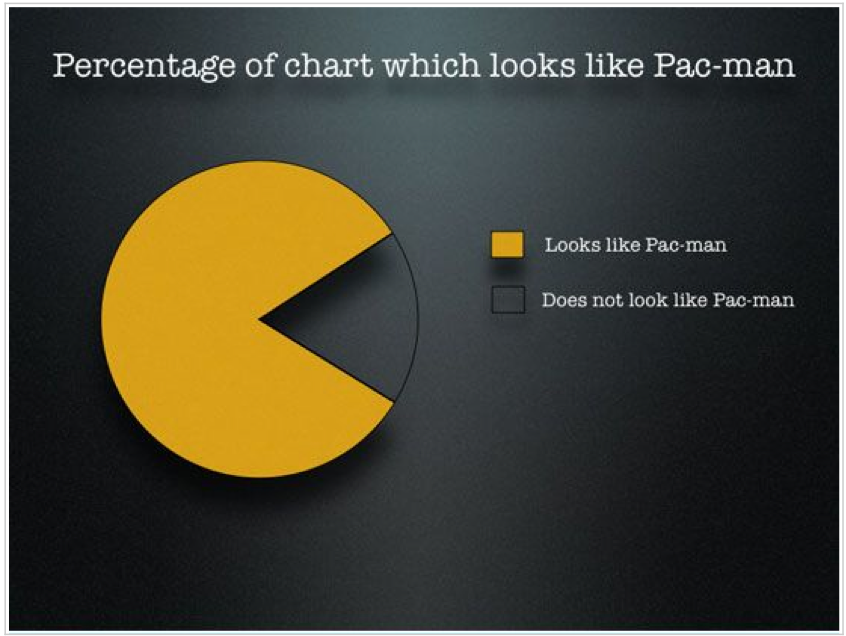 Percentage of chart which looks like Pac-man
Looks like Pac-man
Does not look like Pac-man